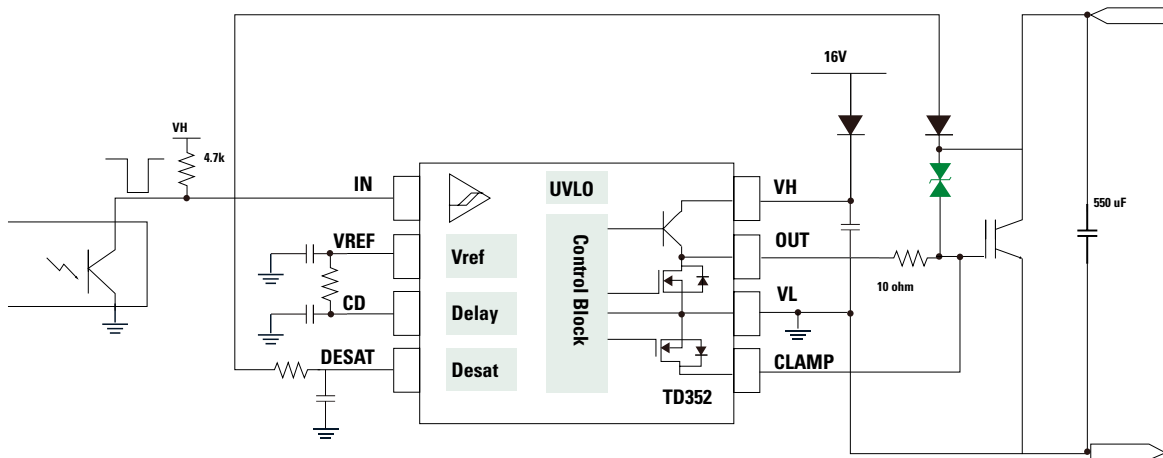 16V
VH
4.7k
IN
UVLO
VH
550 uF
VREF
Vref
OUT
Control Block
10 ohm
CD
Delay
VL
DESAT
Desat
CLAMP
TD352